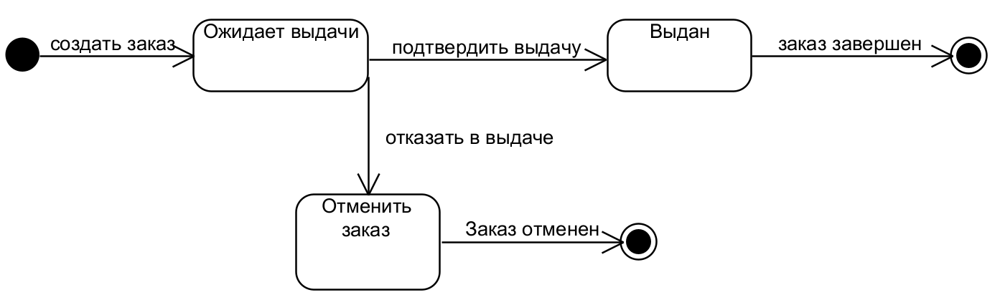 создать заказ
Ожидает выдачи
подтвердить выдачу
Выдан
заказ завершен
отказать в выдаче
Отменить
заказ
Заказ отменен